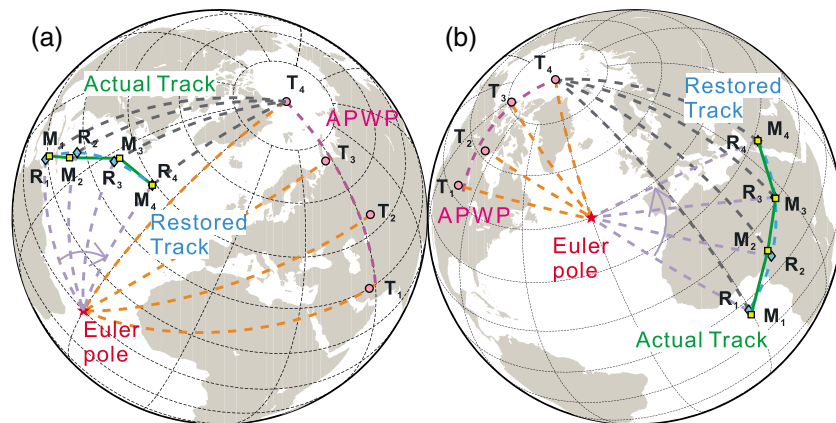 (a)
Actual Track
T4
APWP
M1
R2
M3
T3
R1
M2
R3
R4
M4
Restored
Track
T2
T1
Euler
pole
(b)
T4
T3
Restored
Track
T2
M4
R4
T1
APWP
R3
M3
Euler
pole
M2
R2
R1
M1
Actual Track